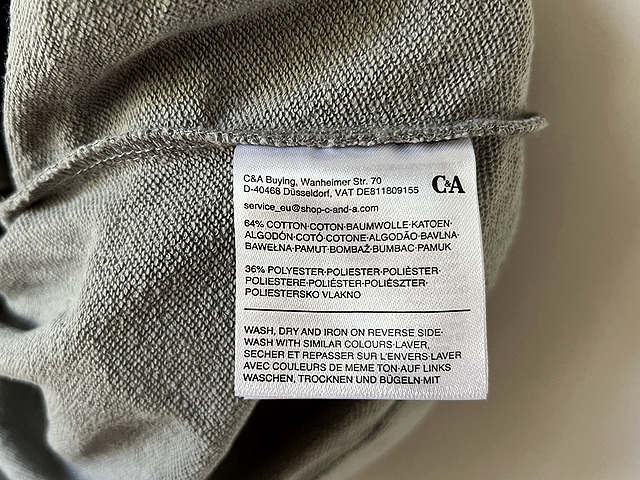 C&A Buying, Wanheimer Str. 70
D-40468 Düsseldorf, VAT DE811809155
C&A
service_eu@shop-c-and-a.com
64% COTTON·COTON·BAUMWOLLE·KATOEN·
ALGODÓN·COTÓ·COTONE·ALGODÃO·BAVLNA·
BAWEŁNA·PAMUT·BOMBAŽ·BUMBAC·PAMUK
36% POLYESTER·POLIESTER·POLIÈSTER·
POLIESTERE·POLIÉSTER·POLIÉSZTER·
POLIESTERSKO VLAKNO
WASH, DRY AND IRON ON REVERSE SIDE·
WASH WITH SIMILAR COLOURS·LAVER,
SECHER ET REPASSER SUR L'ENVERS·LAVER
AVEC COULEURS DE MEME TON·AUF LINKS
WASCHEN, TROCKNEN UND BÜGELN·MIT